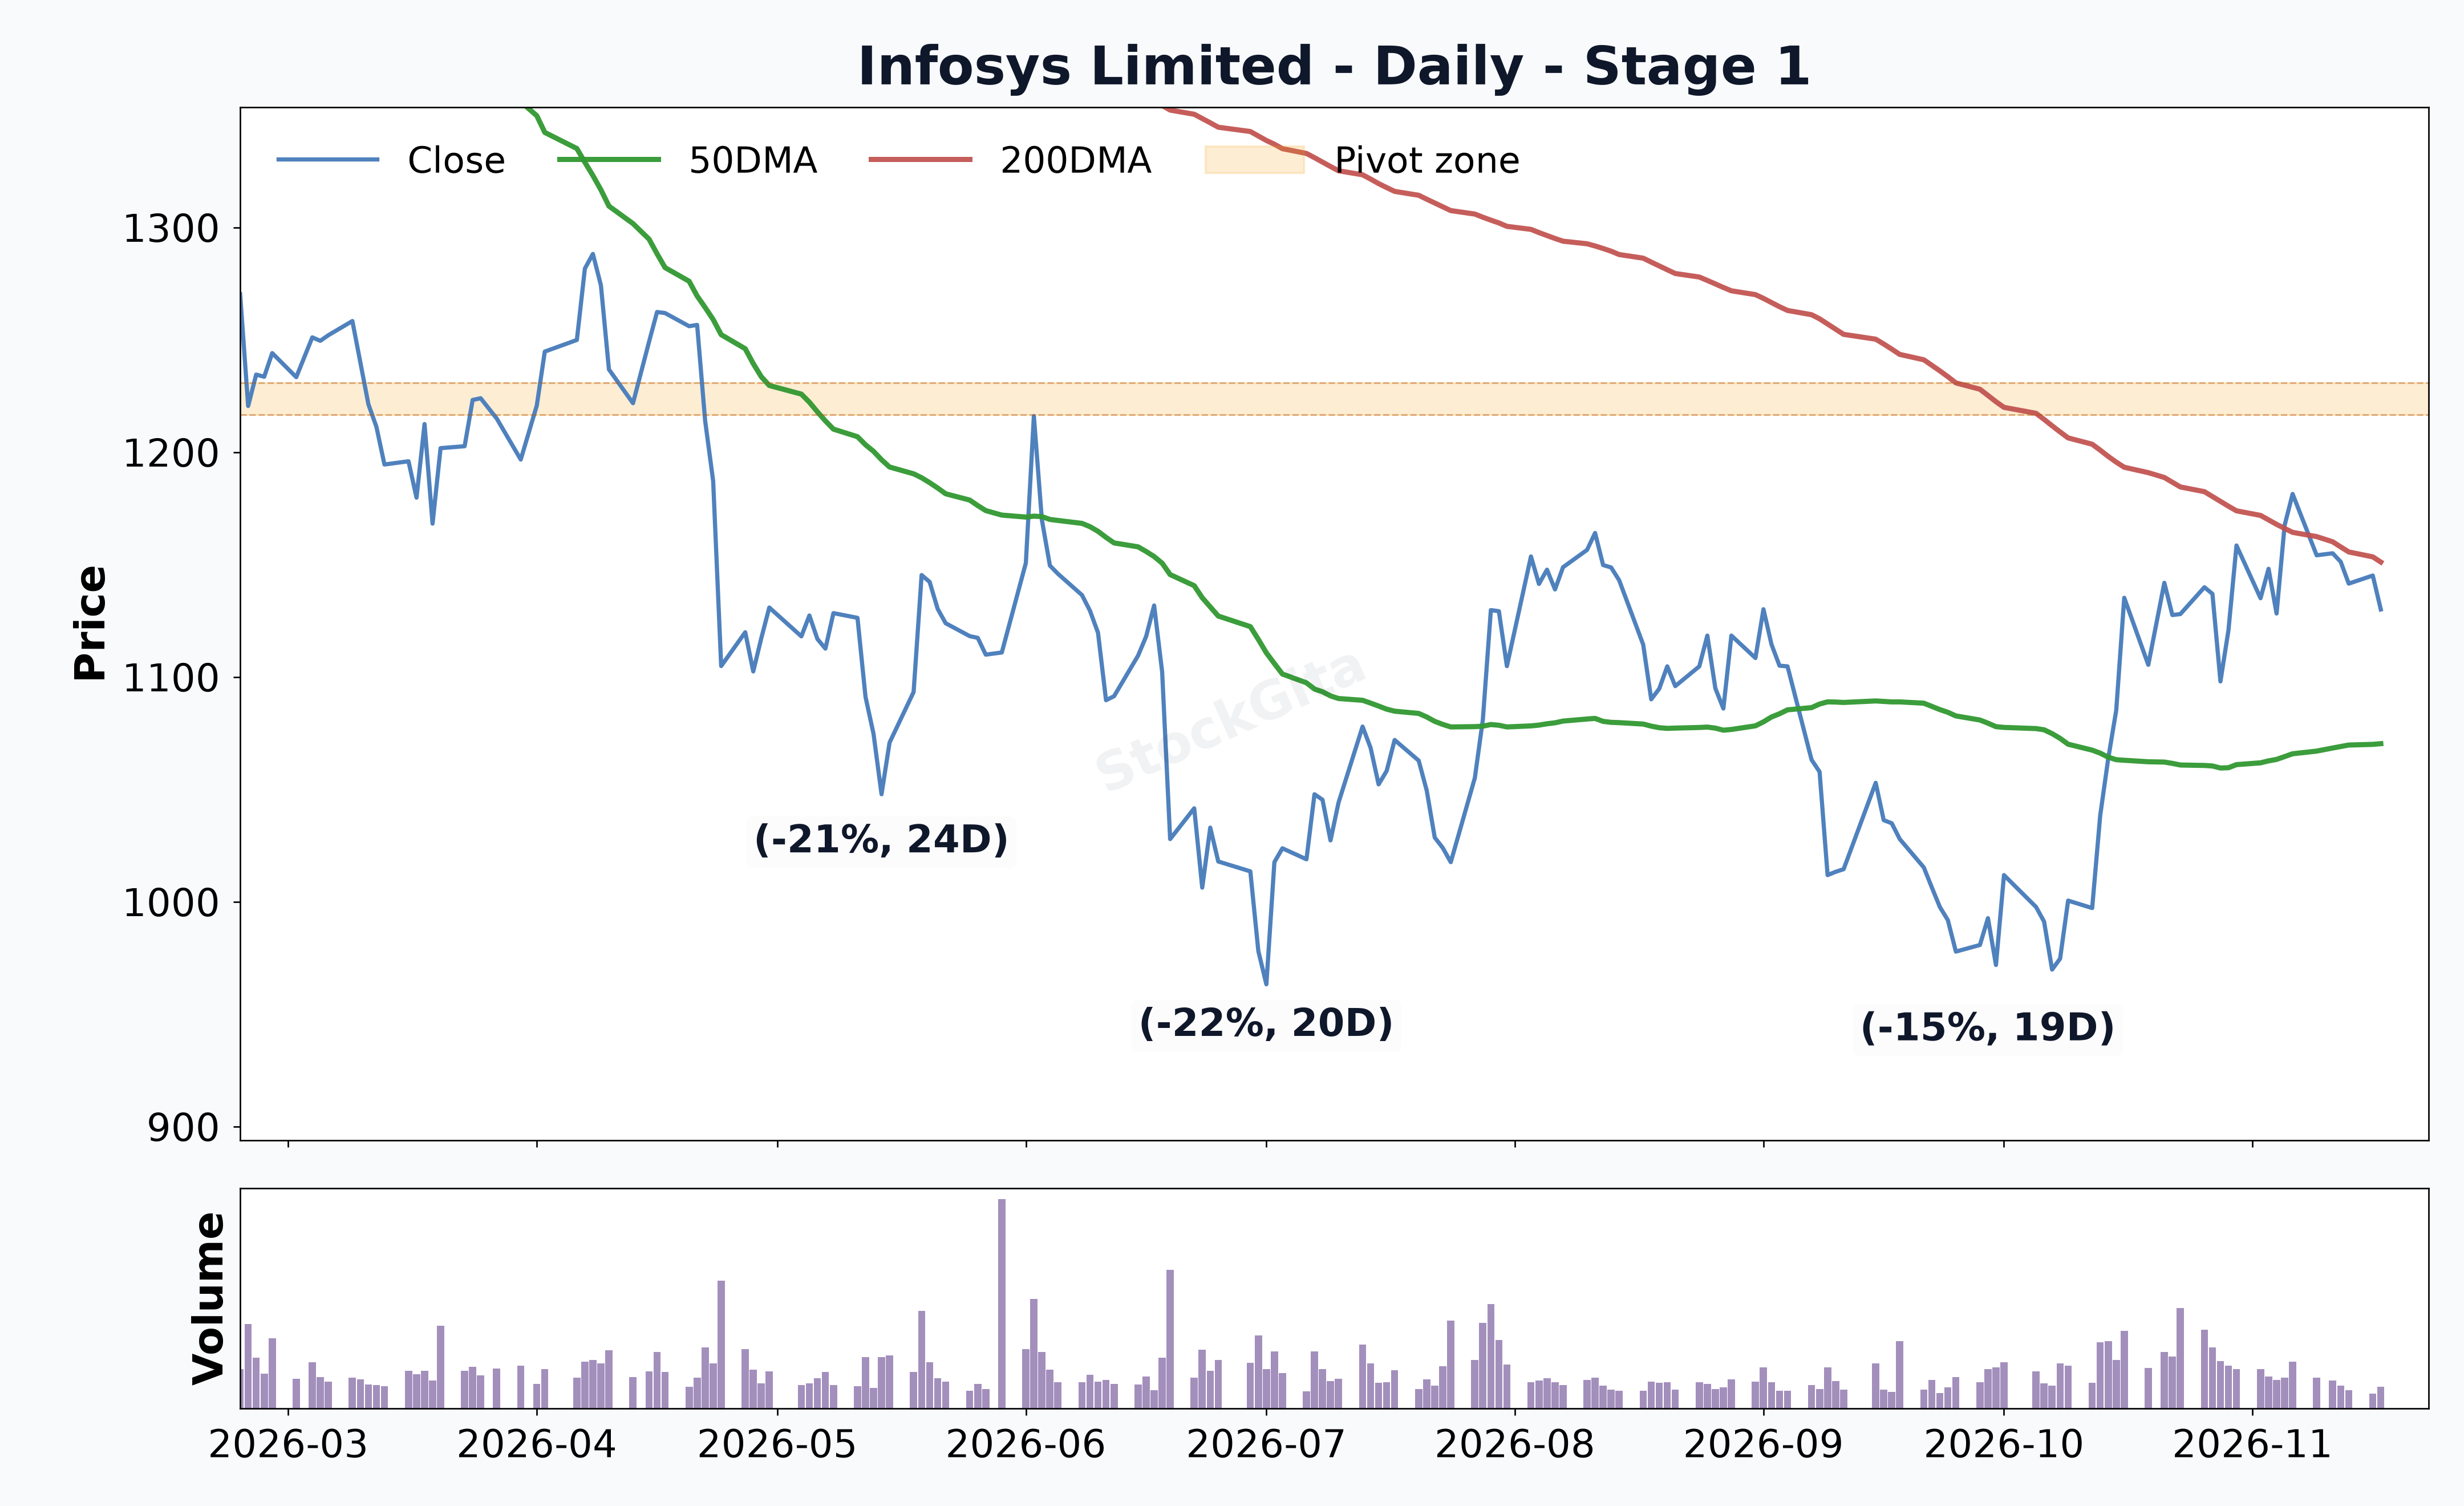 Infosys Limited - Daily - Stage 1
Close 50DMA 200DMA Pivot zone
Price
1300
1200
1100
1000
900
StockGita
(-21%, 24D)
(-22%, 20D)
(-15%, 19D)
Volume
2026-03 2026-04 2026-05 2026-06 2026-07 2026-08 2026-09 2026-10 2026-11